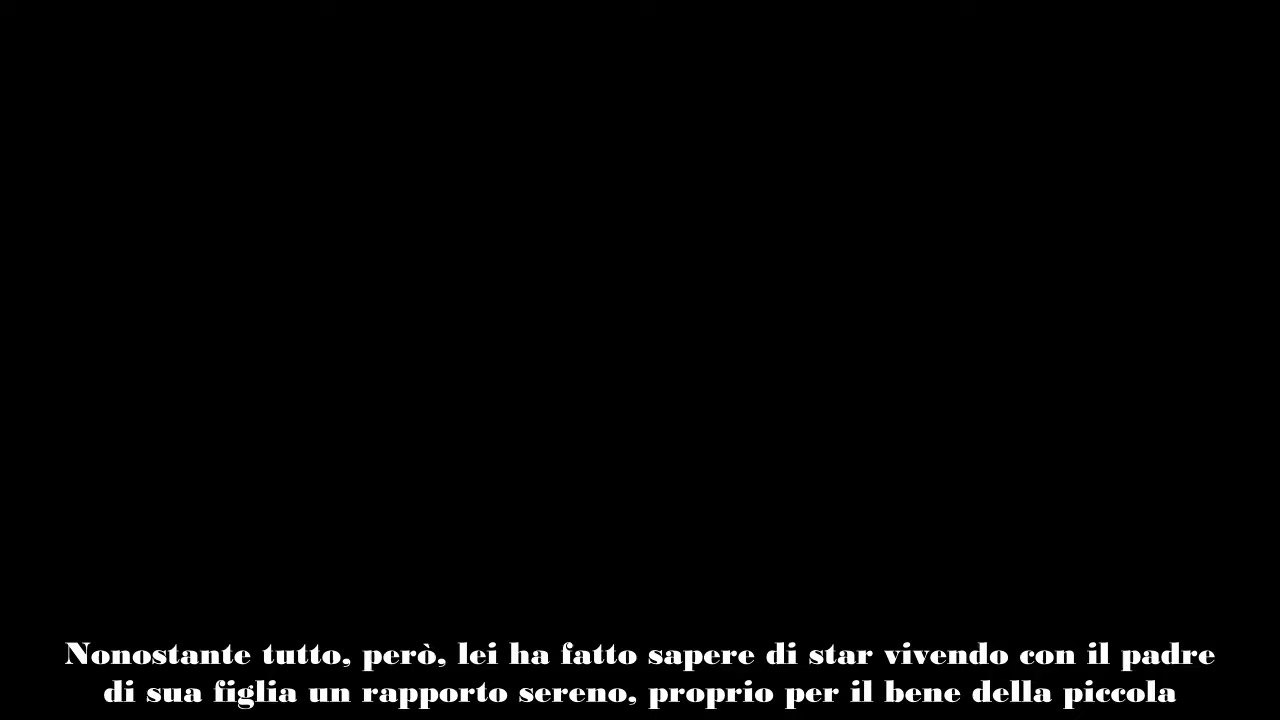 Nonostante tutto, però, lei ha fatto sapere di star vivendo con il padre
di sua figlia un rapporto sereno, proprio per il bene della piccola